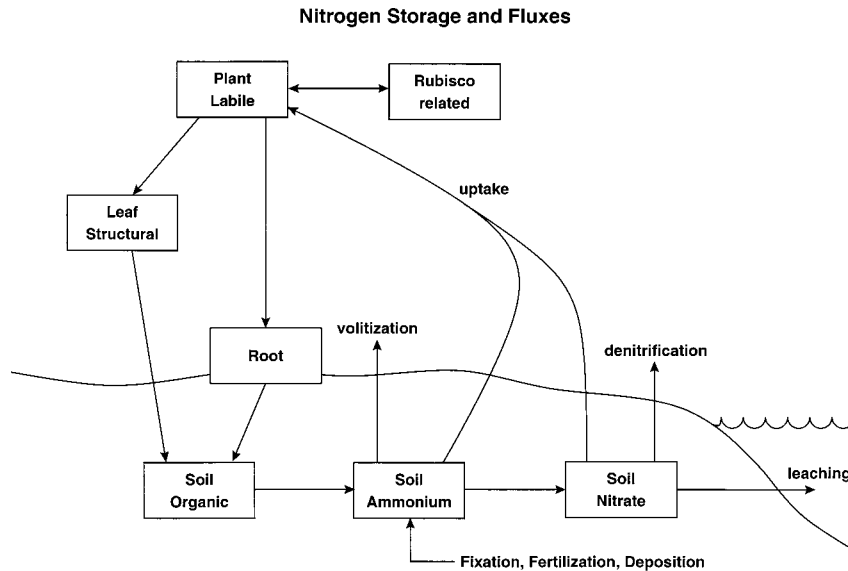 Nitrogen Storage and Fluxes
Plant
Labile
Rubisco
related
uptake
Leaf
Structural
volitization
Root
denitrification
Soil
Organic
Soil
Ammonium
Soil
Nitrate
leaching
Fixation, Fertilization, Deposition